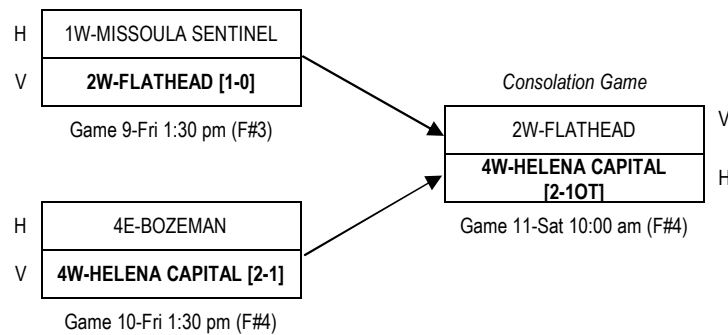 H 1W-MISSOULA SENTINEL
V 2W-FLATHEAD [1-0]
Game 9-Fri 1:30 pm (F#3)
Consolation Game
2W-FLATHEAD V
4W-HELENA CAPITAL
[2-1OT] H
Game 11-Sat 10:00 am (F#4)
H 4E-BOZEMAN
V 4W-HELENA CAPITAL [2-1]
Game 10-Fri 1:30 pm (F#4)